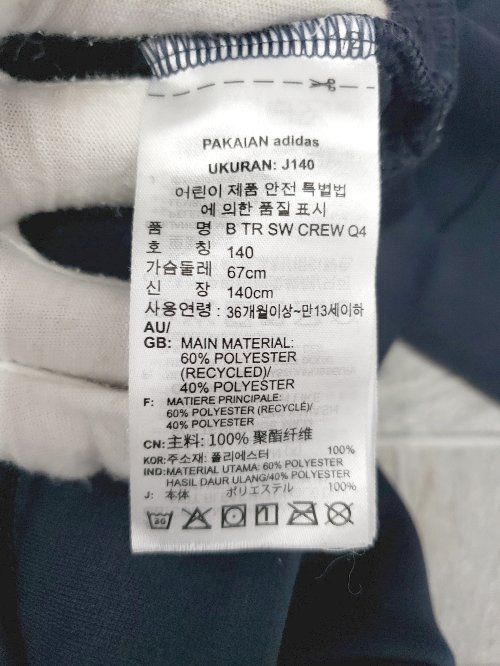 PAKAIAN adidas
UKURAN: J140
어린이 제품 안전 특별법
에 의한 품질 표시
품 명 B TR SW CREW Q4
호 칭 140
가슴둘레 67cm
신 장 140cm
사용연령 : 36개월이상~만13세이하
AU/
GB: MAIN MATERIAL:
60% POLYESTER
(RECYCLED)/
40% POLYESTER
F: MATIERE PRINCIPALE:
60% POLYESTER (RECYCLÉ)/
40% POLYESTER
CN: 主料: 100% 聚酯纤维
KOR: 주소재: 폴리에스터 100%
IND: MATERIAL UTAMA: 60% POLYESTER
HASIL DAUR ULANG/40% POLYESTER
J: 本体 ポリエステル 100%
30